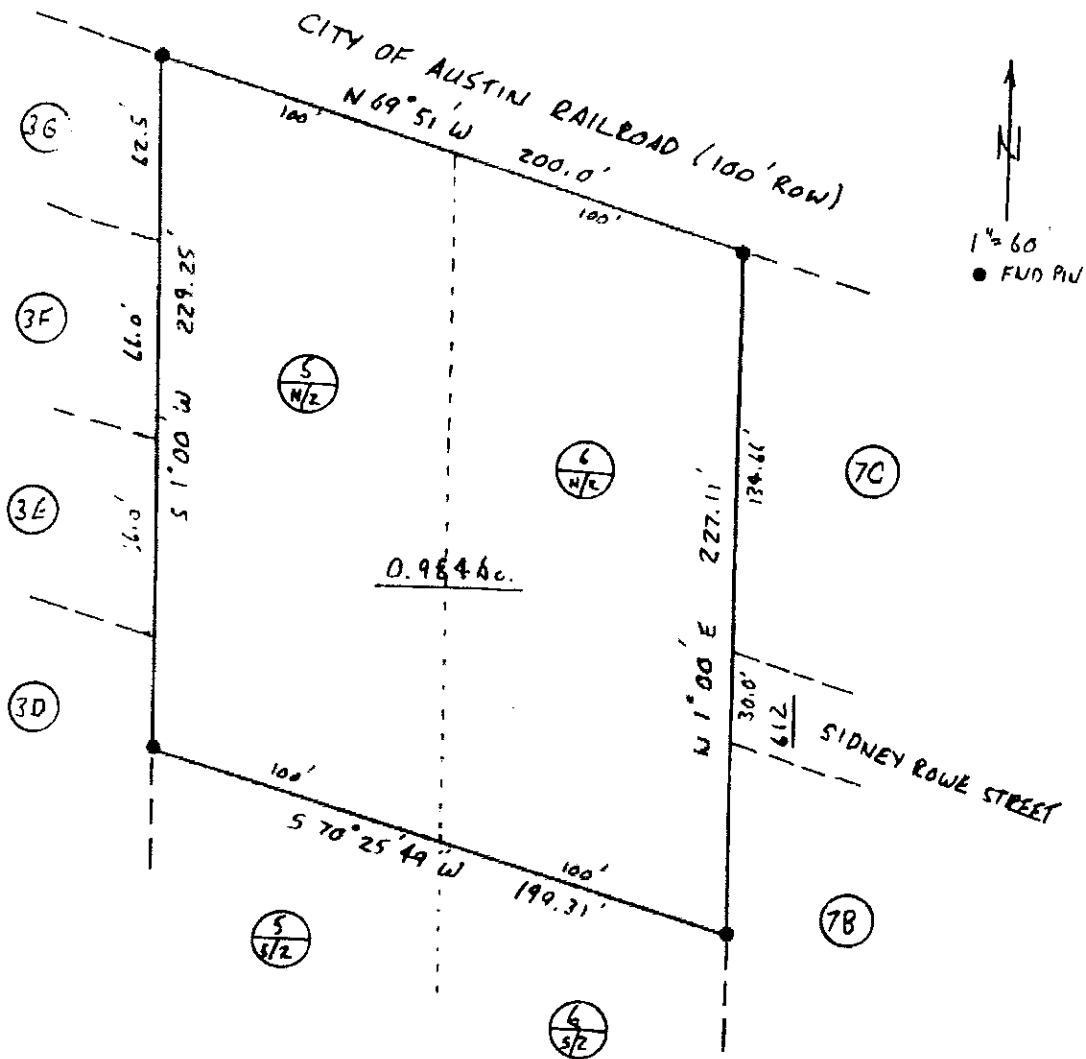 CITY OF AUSTIN RAILROAD (100' ROW)
N 69°51' W
200.0'
100'
100'
N
1"=60'
● FND PIN
3G
62.5'
3F
66.0'
S 1°00' W 229.25'
3E
3D
5
N/2
6
N/2
0.984 Ac.
N 1°00' E 227.11'
134.66'
7C
30.0'
612
SIDNEY ROWE STREET
100'
100'
S 70°25'49" W
199.31'
7B
5
S/2
6
S/2